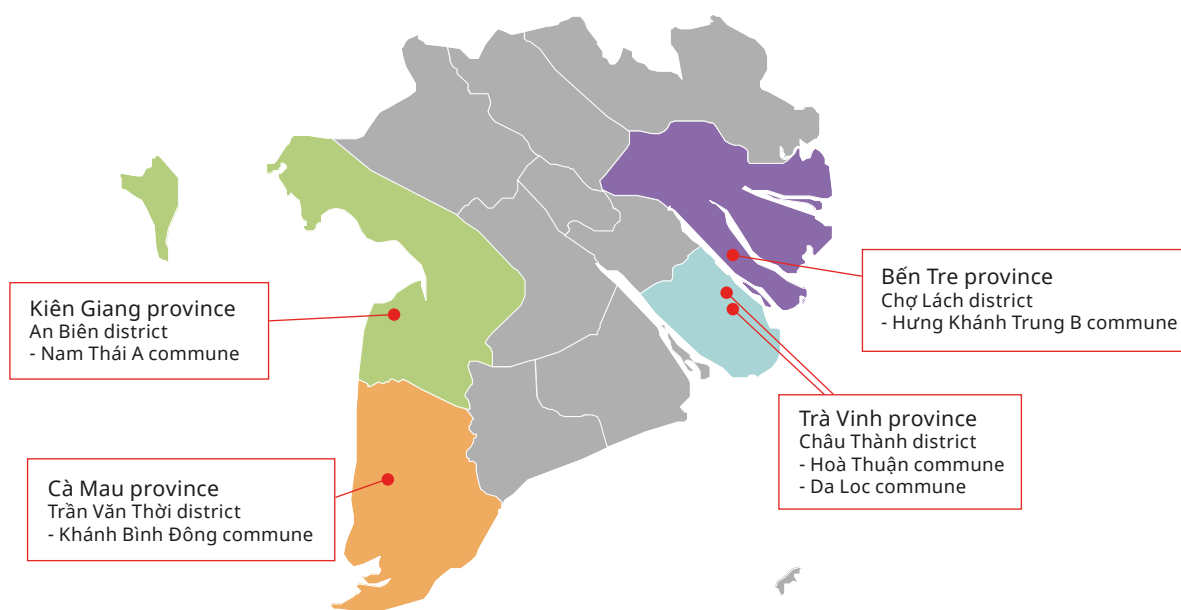 Kiên Giang province
An Biên district
- Nam Thái A commune
Cà Mau province
Trần Văn Thời district
- Khánh Bình Đông commune
Bến Tre province
Chợ Lách district
- Hưng Khánh Trung B commune
Trà Vinh province
Châu Thành district
- Hoà Thuận commune
- Da Loc commune